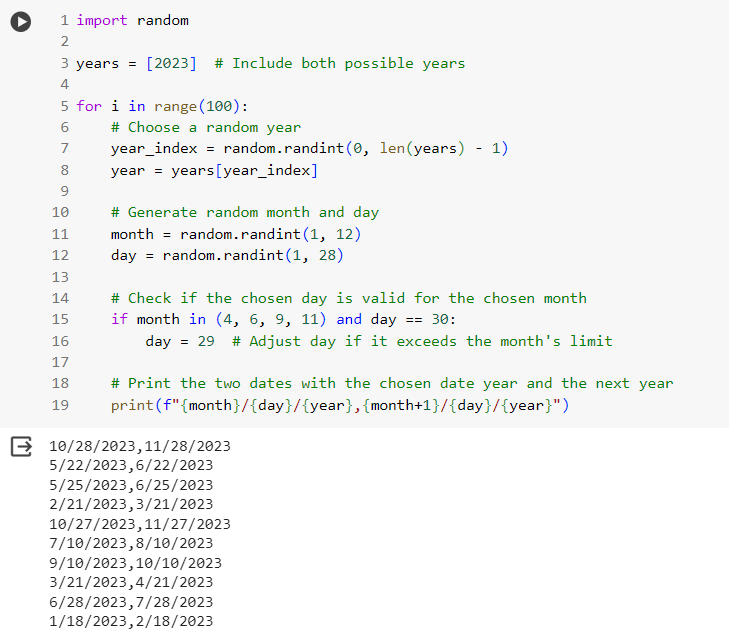 1 import random
2
3 years = [2023]  # Include both possible years
4
5 for i in range(100):
6     # Choose a random year
7     year_index = random.randint(0, len(years) - 1)
8     year = years[year_index]
9
10     # Generate random month and day
11     month = random.randint(1, 12)
12     day = random.randint(1, 28)
13
14     # Check if the chosen day is valid for the chosen month
15     if month in (4, 6, 9, 11) and day == 30:
16         day = 29  # Adjust day if it exceeds the month's limit
17
18     # Print the two dates with the chosen date year and the next year
19     print(f"{month}/{day}/{year},{month+1}/{day}/{year}")
10/28/2023,11/28/2023
5/22/2023,6/22/2023
5/25/2023,6/25/2023
2/21/2023,3/21/2023
10/27/2023,11/27/2023
7/10/2023,8/10/2023
9/10/2023,10/10/2023
3/21/2023,4/21/2023
6/28/2023,7/28/2023
1/18/2023,2/18/2023